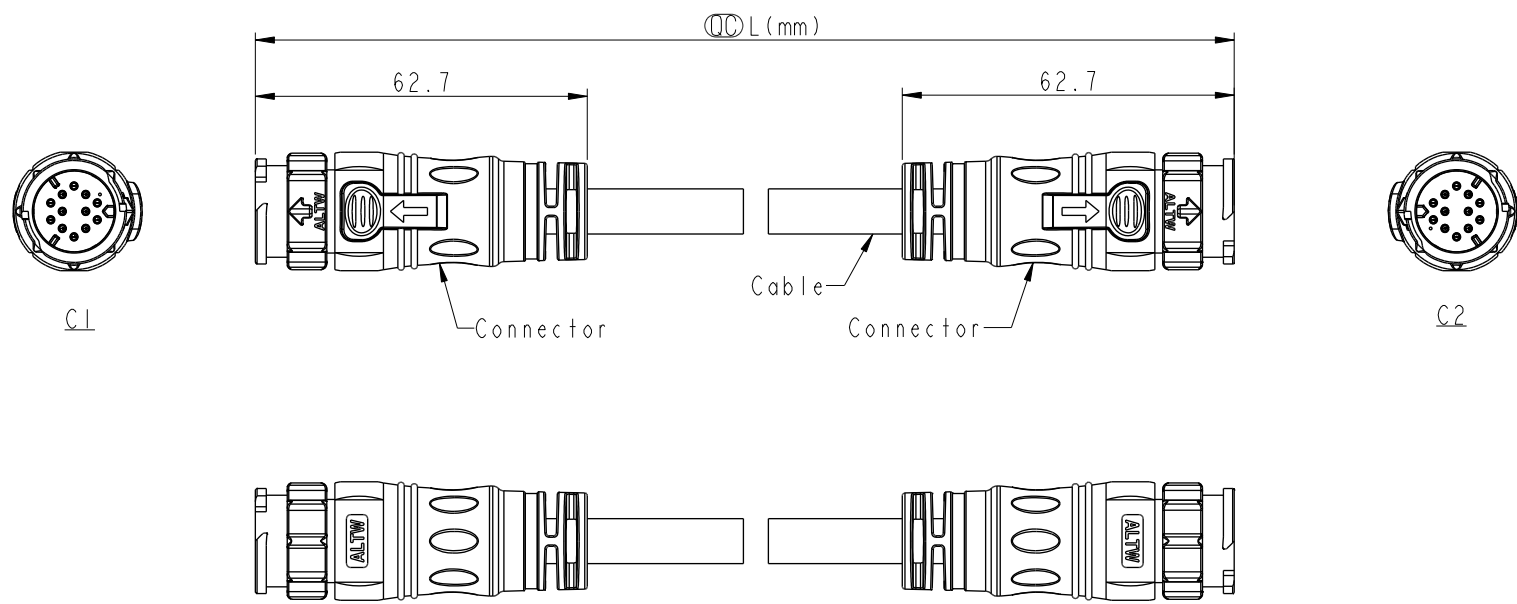 QC L(mm)
62.7
62.7
ALTW
ALTW
Cable
Connector
Connector
C1
C2
ALTW
ALTW